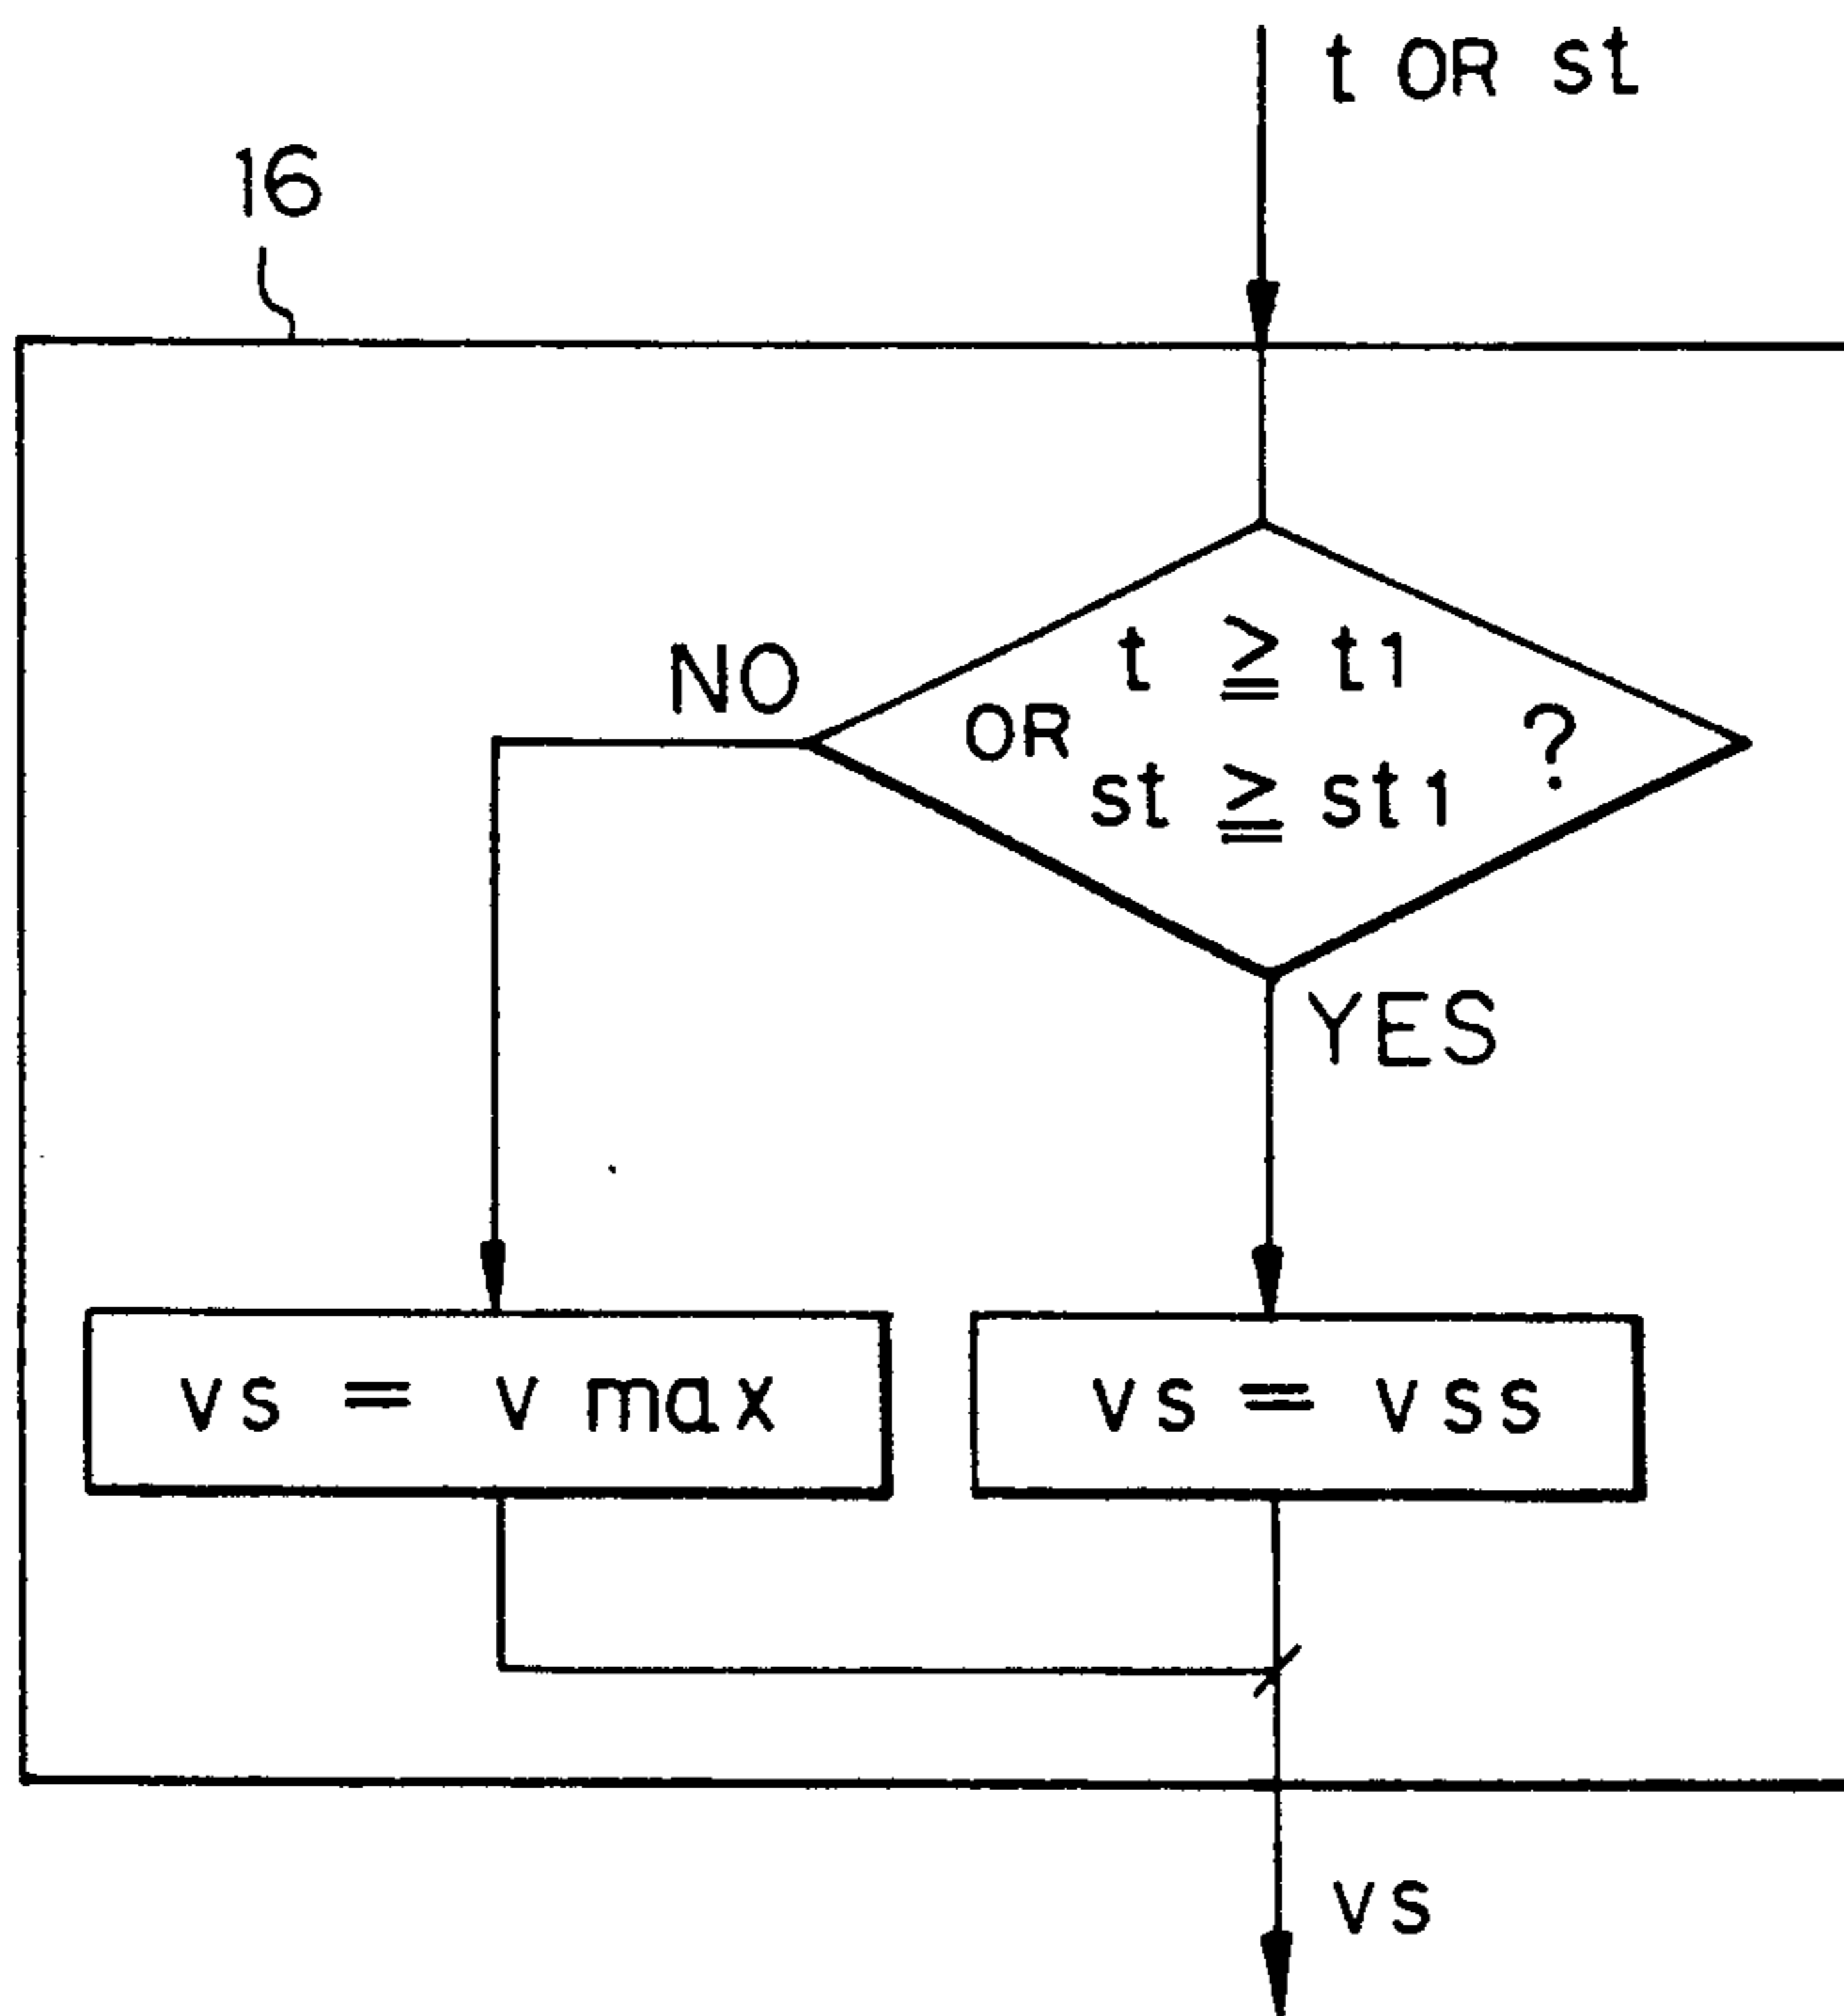 t OR st
16
NO
t ≧ t1
OR
st ≧ st1
?
YES
vs = v max
vs = vss
vs